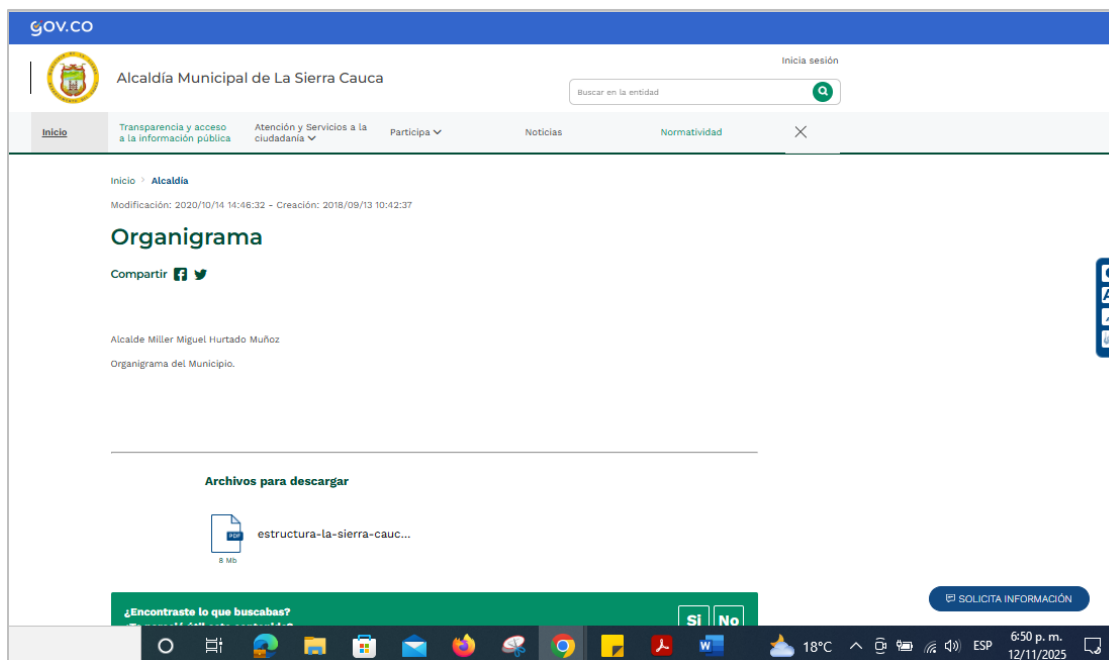 gov.co
Inicia sesión
Alcaldía Municipal de La Sierra Cauca
Buscar en la entidad
Inicio
Transparencia y acceso
a la información pública
Atención y Servicios a la
ciudadanía
Participa
Noticias
Normatividad
Inicio > Alcaldía
Modificación: 2020/10/14 14:46:32 - Creación: 2018/09/13 10:42:37
Organigrama
Compartir
Alcalde Miller Miguel Hurtado Muñoz
Organigrama del Municipio.
Archivos para descargar
PDF
estructura-la-sierra-cauc...
8 Mb
SOLICITA INFORMACIÓN
¿Encontraste lo que buscabas?
Si No
18°C
ESP
6:50 p. m.
12/11/2025